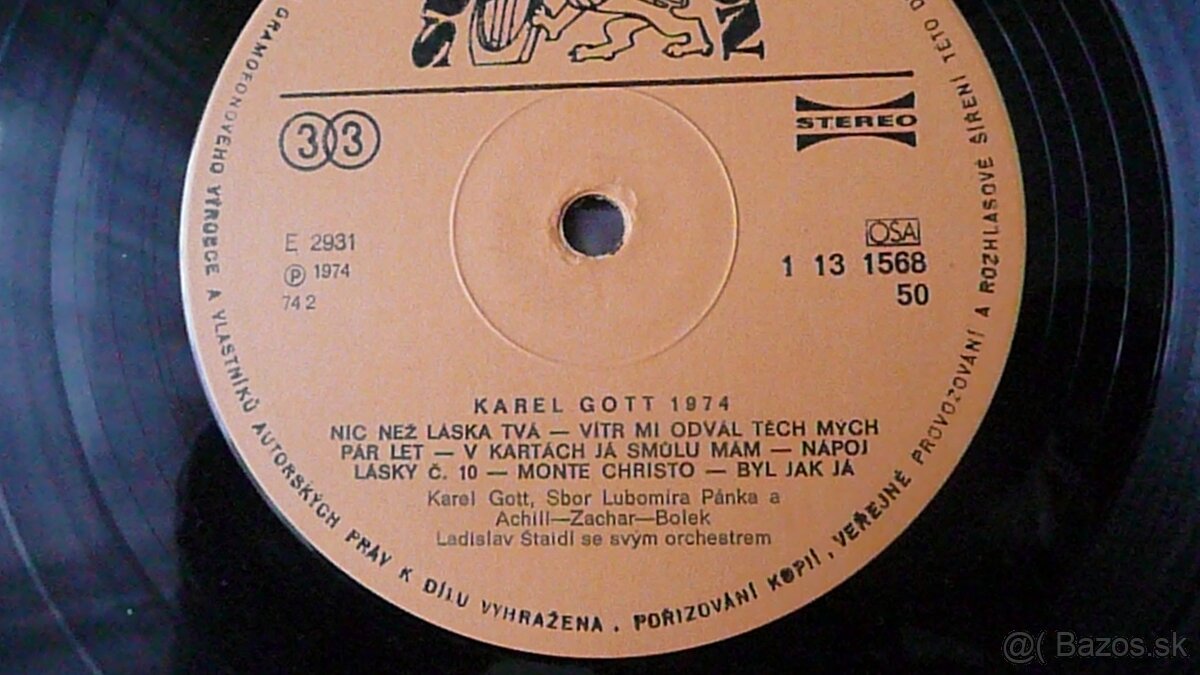 33
STEREO
E 2931
Ⓟ 1974
74 2
OSA
1 13 1568
50
KAREL GOTT 1974
NIC NEŽ LÁSKA TVÁ — VÍTR MI ODVÁL TĚCH MÝCH
PÁR LET — V KARTÁCH JÁ SMŮLU MÁM — NÁPOJ
LÁSKY Č. 10 — MONTE CHRISTO — BYL JAK JÁ
Karel Gott, Sbor Lubomíra Pánka a
Achill—Zachar—Bolek
Ladislav Štaidl se svým orchestrem
GRAMOFONOVÉHO VÝROBCE A VLASTNÍKŮ AUTORSKÝCH PRÁV K DÍLU VYHRAŽENA. POŘIZOVÁNÍ KOPIÍ, VEŘEJNÉ PROVOZOVÁNÍ A ROZHLASOVÉ ŠÍŘENÍ TÉTO
@( Bazos.sk